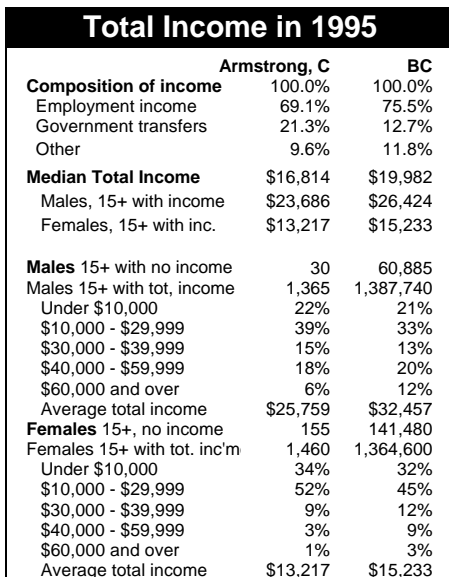 Total Income in 1995
Armstrong, C BC
Composition of income 100.0% 100.0%
Employment income 69.1% 75.5%
Government transfers 21.3% 12.7%
Other 9.6% 11.8%
Median Total Income $16,814 $19,982
Males, 15+ with income $23,686 $26,424
Females, 15+ with inc. $13,217 $15,233
Males 15+ with no income 30 60,885
Males 15+ with tot, income 1,365 1,387,740
Under $10,000 22% 21%
$10,000 - $29,999 39% 33%
$30,000 - $39,999 15% 13%
$40,000 - $59,999 18% 20%
$60,000 and over 6% 12%
Average total income $25,759 $32,457
Females 15+, no income 155 141,480
Females 15+ with tot. inc'm 1,460 1,364,600
Under $10,000 34% 32%
$10,000 - $29,999 52% 45%
$30,000 - $39,999 9% 12%
$40,000 - $59,999 3% 9%
$60,000 and over 1% 3%
Average total income $13,217 $15,233